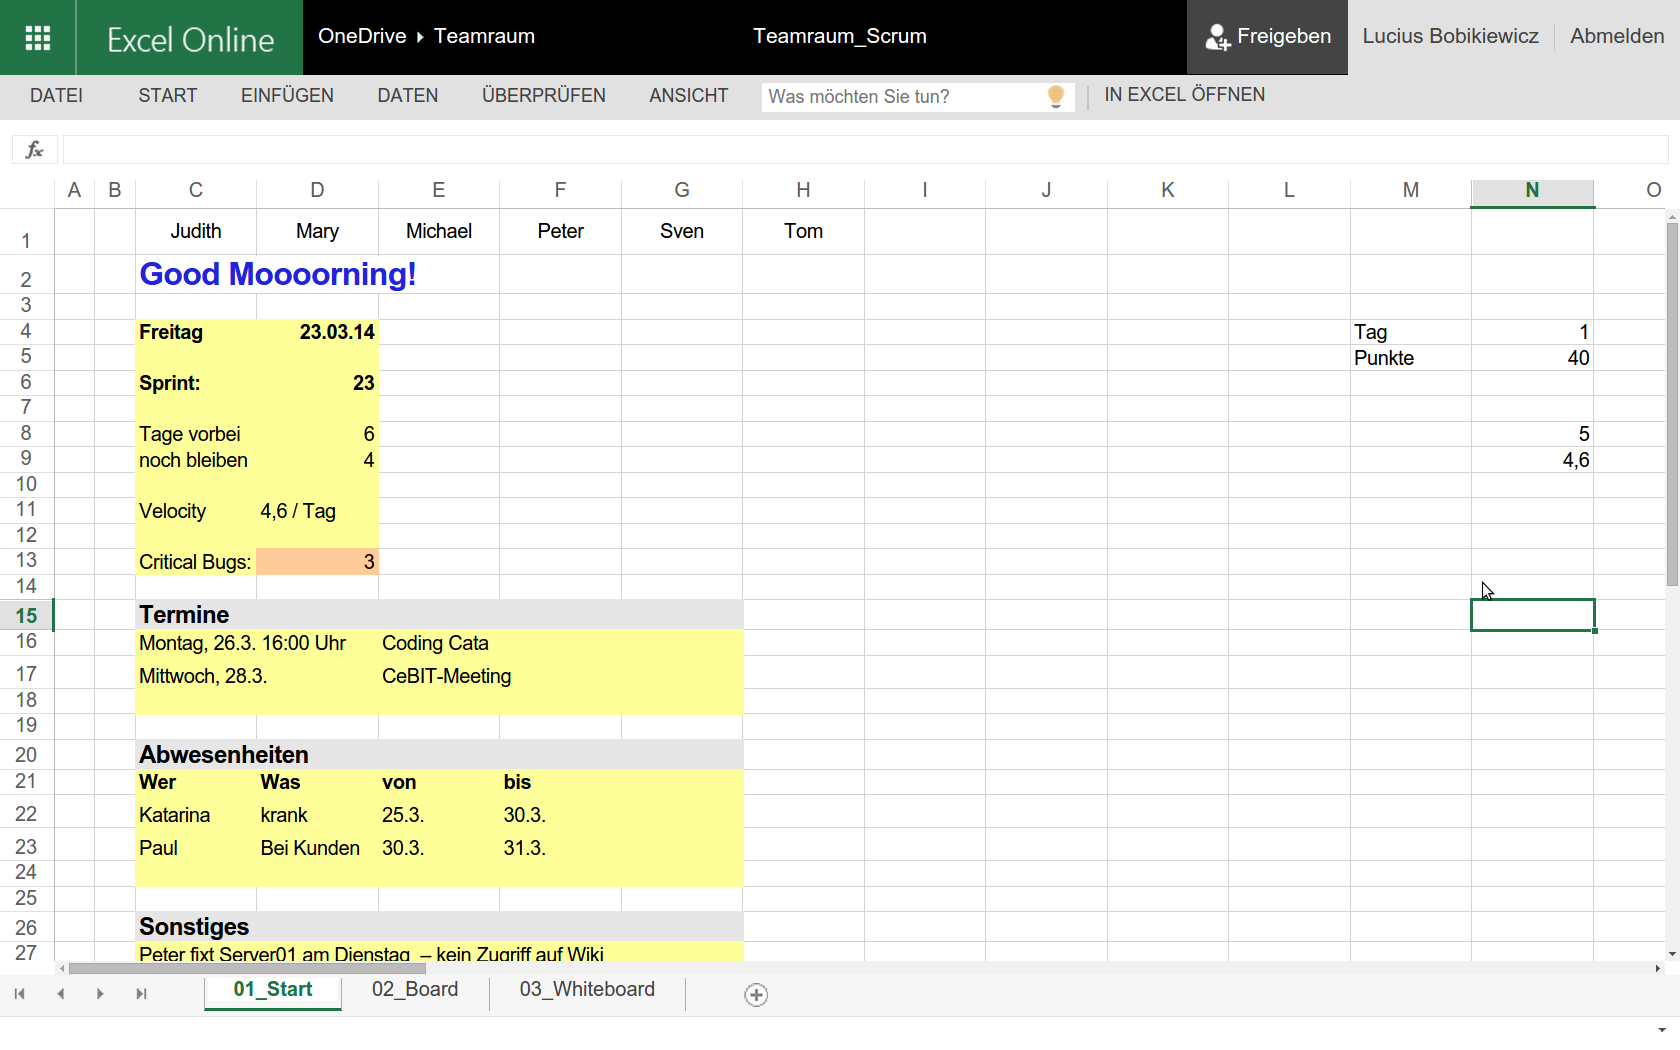 Excel Online
OneDrive ▸ Teamraum
Teamraum_Scrum
Freigeben
Lucius Bobikiewicz
Abmelden
DATEI START EINFÜGEN DATEN ÜBERPRÜFEN ANSICHT Was möchten Sie tun? IN EXCEL ÖFFNEN
fx
A B C D E F G H I J K L M N O
1 Judith Mary Michael Peter Sven Tom
2 Good Moooorning!
3
4 Freitag 23.03.14 Tag 1
5 Punkte 40
6 Sprint: 23
7
8 Tage vorbei 6 5
9 noch bleiben 4 4,6
10
11 Velocity 4,6 / Tag
12
13 Critical Bugs: 3
14
15 Termine
16 Montag, 26.3. 16:00 Uhr Coding Cata
17 Mittwoch, 28.3. CeBIT-Meeting
18
19
20 Abwesenheiten
21 Wer Was von bis
22 Katarina krank 25.3. 30.3.
23 Paul Bei Kunden 30.3. 31.3.
24
25
26 Sonstiges
27 Peter fixt Server01 am Dienstag – kein Zugriff auf Wiki
01_Start 02_Board 03_Whiteboard